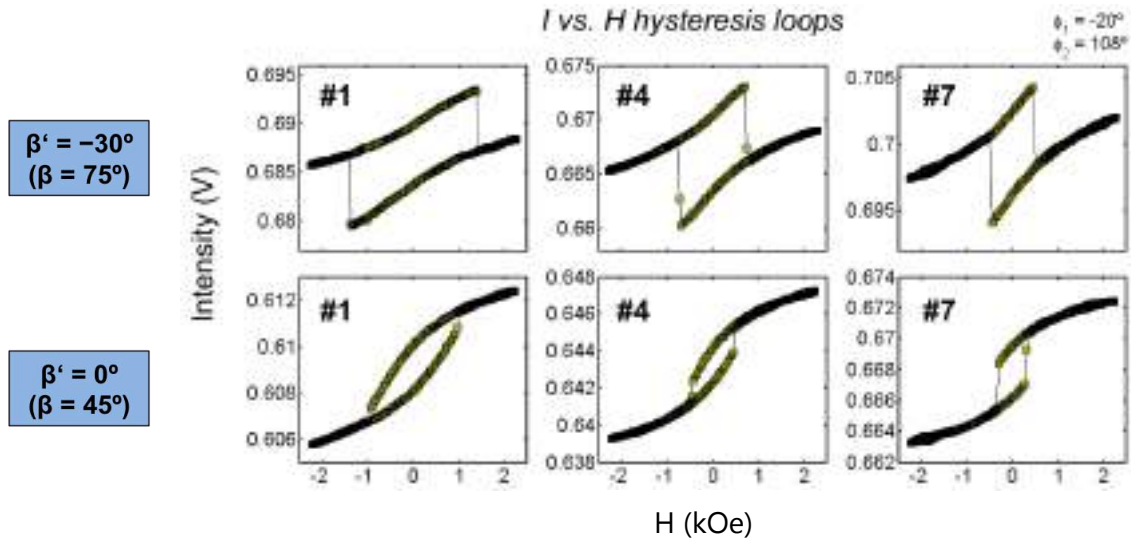 I vs. H hysteresis loops
ϕ1 = -20º
ϕ2 = 108º
β‘ = −30º
(β = 75º)
Intensity (V)
0.695
0.69
0.685
0.68
#1
0.675
0.67
0.665
0.66
#4
0.705
0.7
0.695
#7
β‘ = 0º
(β = 45º)
0.612
0.61
0.608
0.606
#1
-2 -1 0 1 2
0.648
0.646
0.644
0.642
0.64
0.638
#4
-2 -1 0 1 2
0.674
0.672
0.67
0.668
0.666
0.664
0.662
#7
-2 -1 0 1 2
H (kOe)